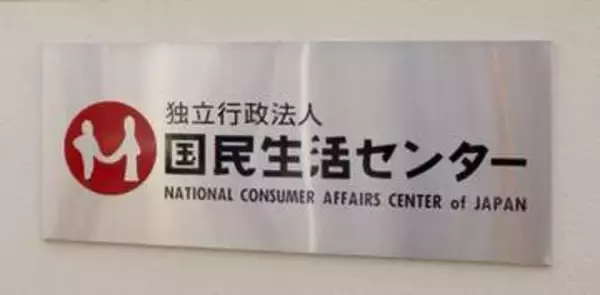 独立行政法人
国民生活センター
NATIONAL CONSUMER AFFAIRS CENTER of JAPAN